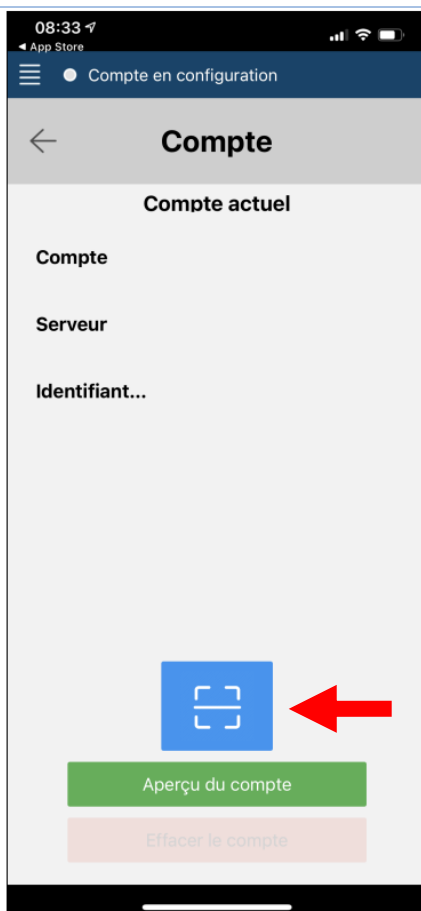 08:33
◀ App Store
Compte en configuration
Compte
Compte actuel
Compte
Serveur
Identifiant...
Aperçu du compte
Effacer le compte